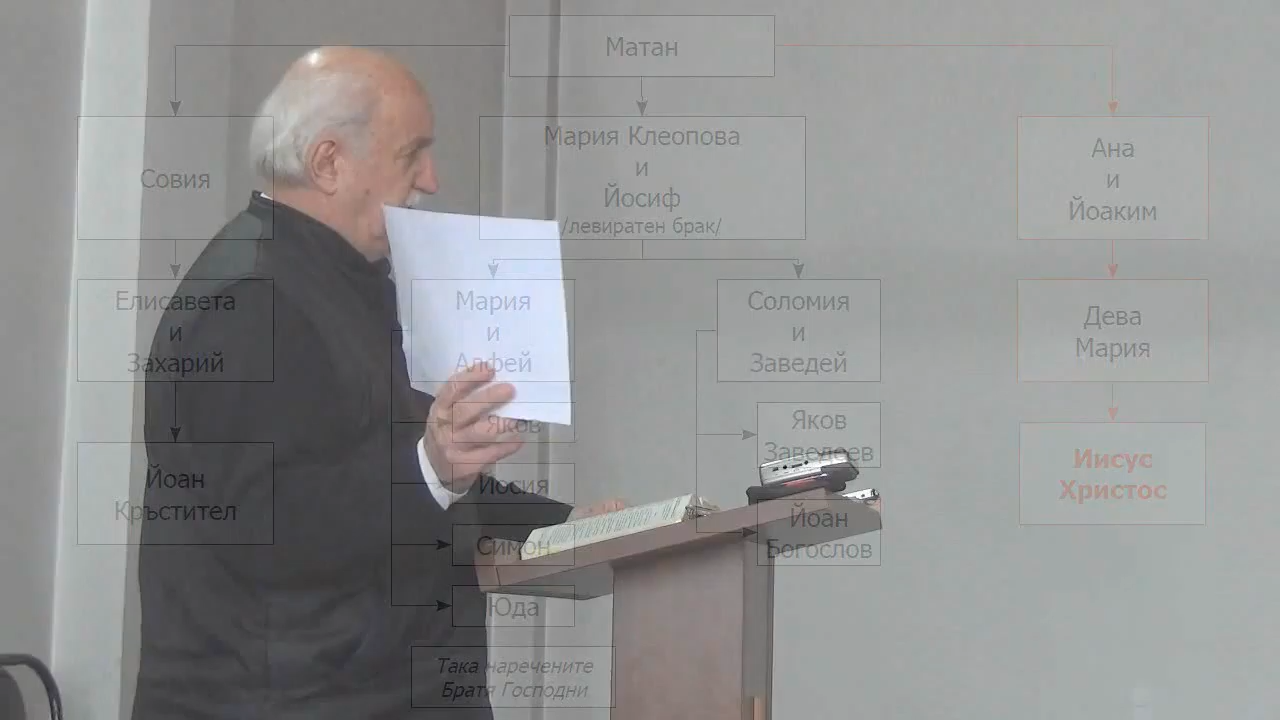 Матан
Совия
Мария Клеопова
и
Йосиф
/левиратен брак/
Ана
и
Йоаким
Елисавета
и
Захарий
Мария
и
Алфей
Соломия
и
Заведей
Дева
Мария
Йоан
Кръстител
Яков
Йосия
Симон
Юда
Така наречените
Братя Господни
Яков
Заведеев
Йоан
Богослов
Иисус
Христос